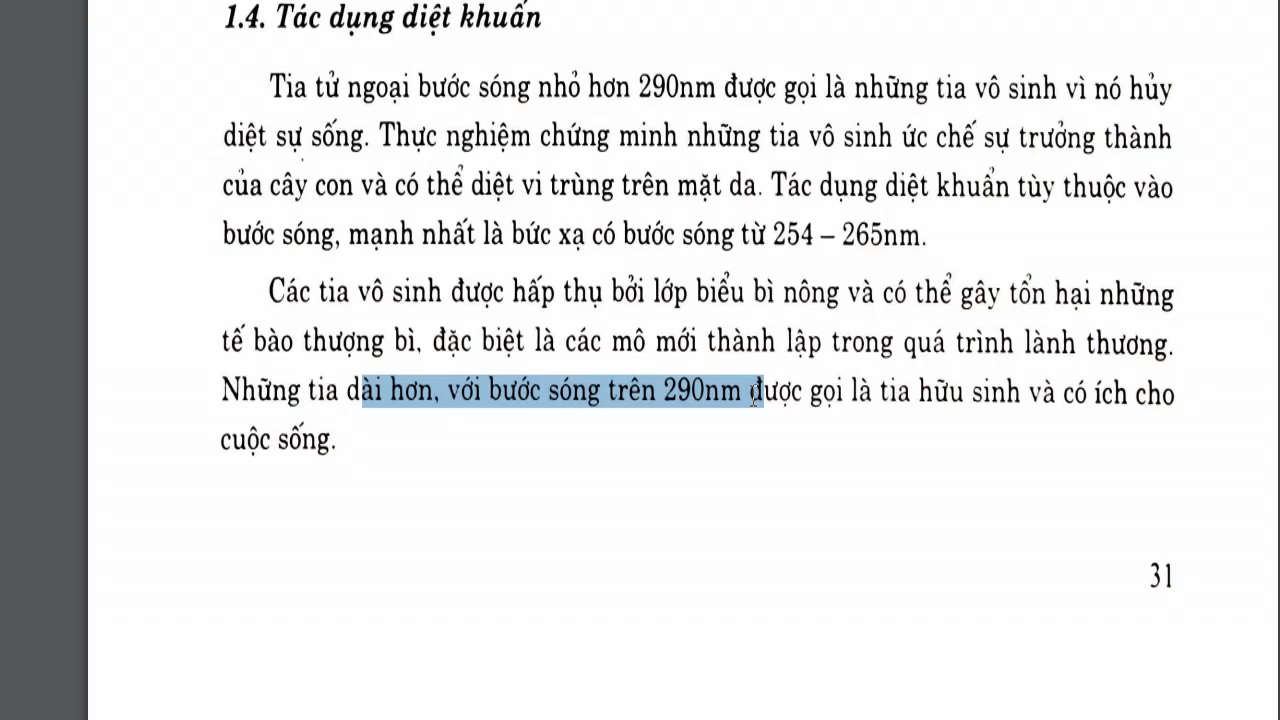 1.4. Tác dụng diệt khuẩn
Tia tử ngoại bước sóng nhỏ hơn 290nm được gọi là những tia vô sinh vì nó hủy
diệt sự sống. Thực nghiệm chứng minh những tia vô sinh ức chế sự trưởng thành
của cây con và có thể diệt vi trùng trên mặt da. Tác dụng diệt khuẩn tùy thuộc vào
bước sóng, mạnh nhất là bức xạ có bước sóng từ 254 – 265nm.
Các tia vô sinh được hấp thụ bởi lớp biểu bì nông và có thể gây tổn hại những
tế bào thượng bì, đặc biệt là các mô mới thành lập trong quá trình lành thương.
Những tia dài hơn, với bước sóng trên 290nm được gọi là tia hữu sinh và có ích cho
cuộc sống.
31